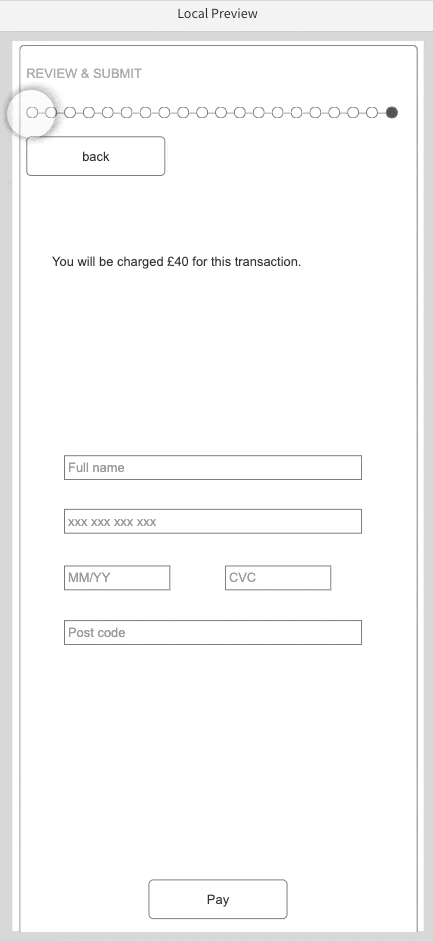 Local Preview
REVIEW & SUBMIT
back
You will be charged £40 for this transaction.
Full name
xxx xxx xxx xxx
MM/YY CVC
Post code
Pay